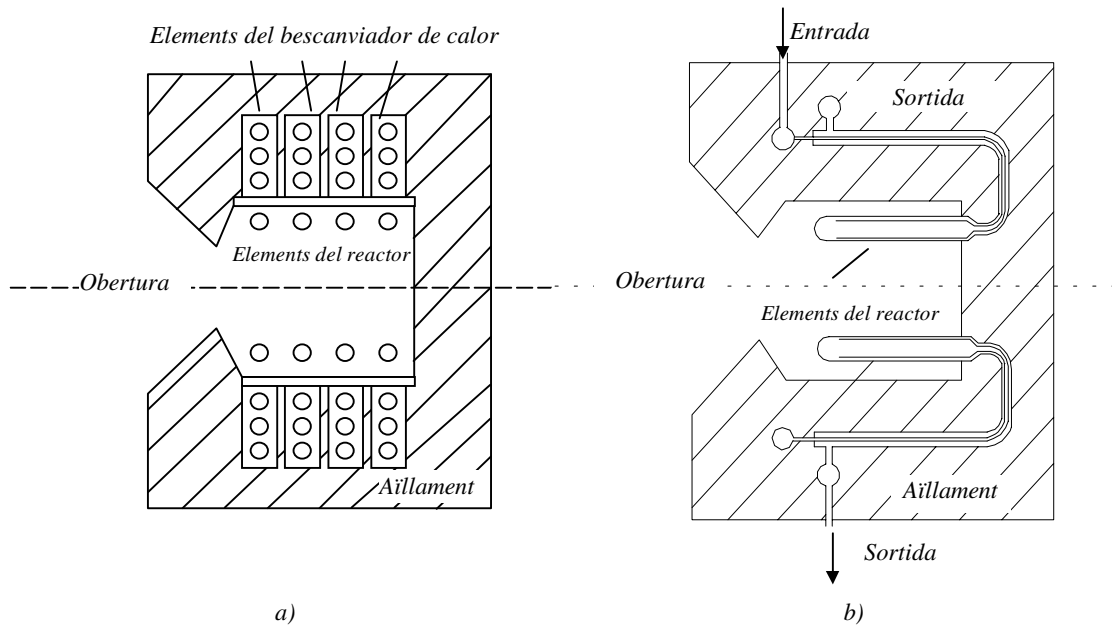 Elements del bescanviador de calor
Elements del reactor
Obertura
Aïllament
a)
Entrada
Sortida
Obertura
Elements del reactor
Aïllament
Sortida
b)